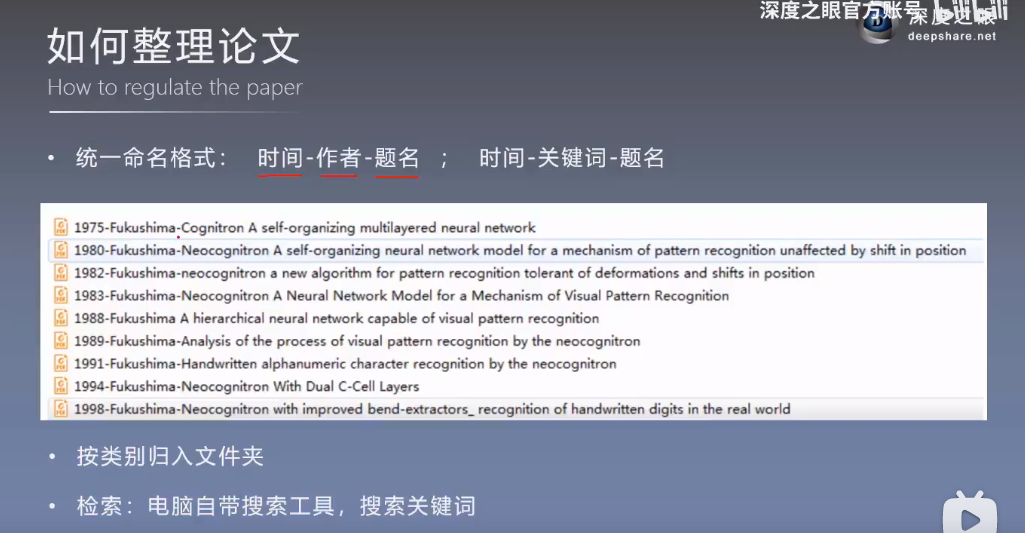 深度之眼官方账号
深度之眼
deepshare.net
如何整理论文
How to regulate the paper
• 统一命名格式： 时间-作者-题名 ； 时间-关键词-题名
1975-Fukushima-Cognitron A self-organizing multilayered neural network
1980-Fukushima-Neocognitron A self-organizing neural network model for a mechanism of pattern recognition unaffected by shift in position
1982-Fukushima-neocognitron a new algorithm for pattern recognition tolerant of deformations and shifts in position
1983-Fukushima-Neocognitron A Neural Network Model for a Mechanism of Visual Pattern Recognition
1988-Fukushima A hierarchical neural network capable of visual pattern recognition
1989-Fukushima-Analysis of the process of visual pattern recognition by the neocognitron
1991-Fukushima-Handwritten alphanumeric character recognition by the neocognitron
1994-Fukushima-Neocognitron With Dual C-Cell Layers
1998-Fukushima-Neocognitron with improved bend-extractors_ recognition of handwritten digits in the real world
• 按类别归入文件夹
• 检索：电脑自带搜索工具，搜索关键词